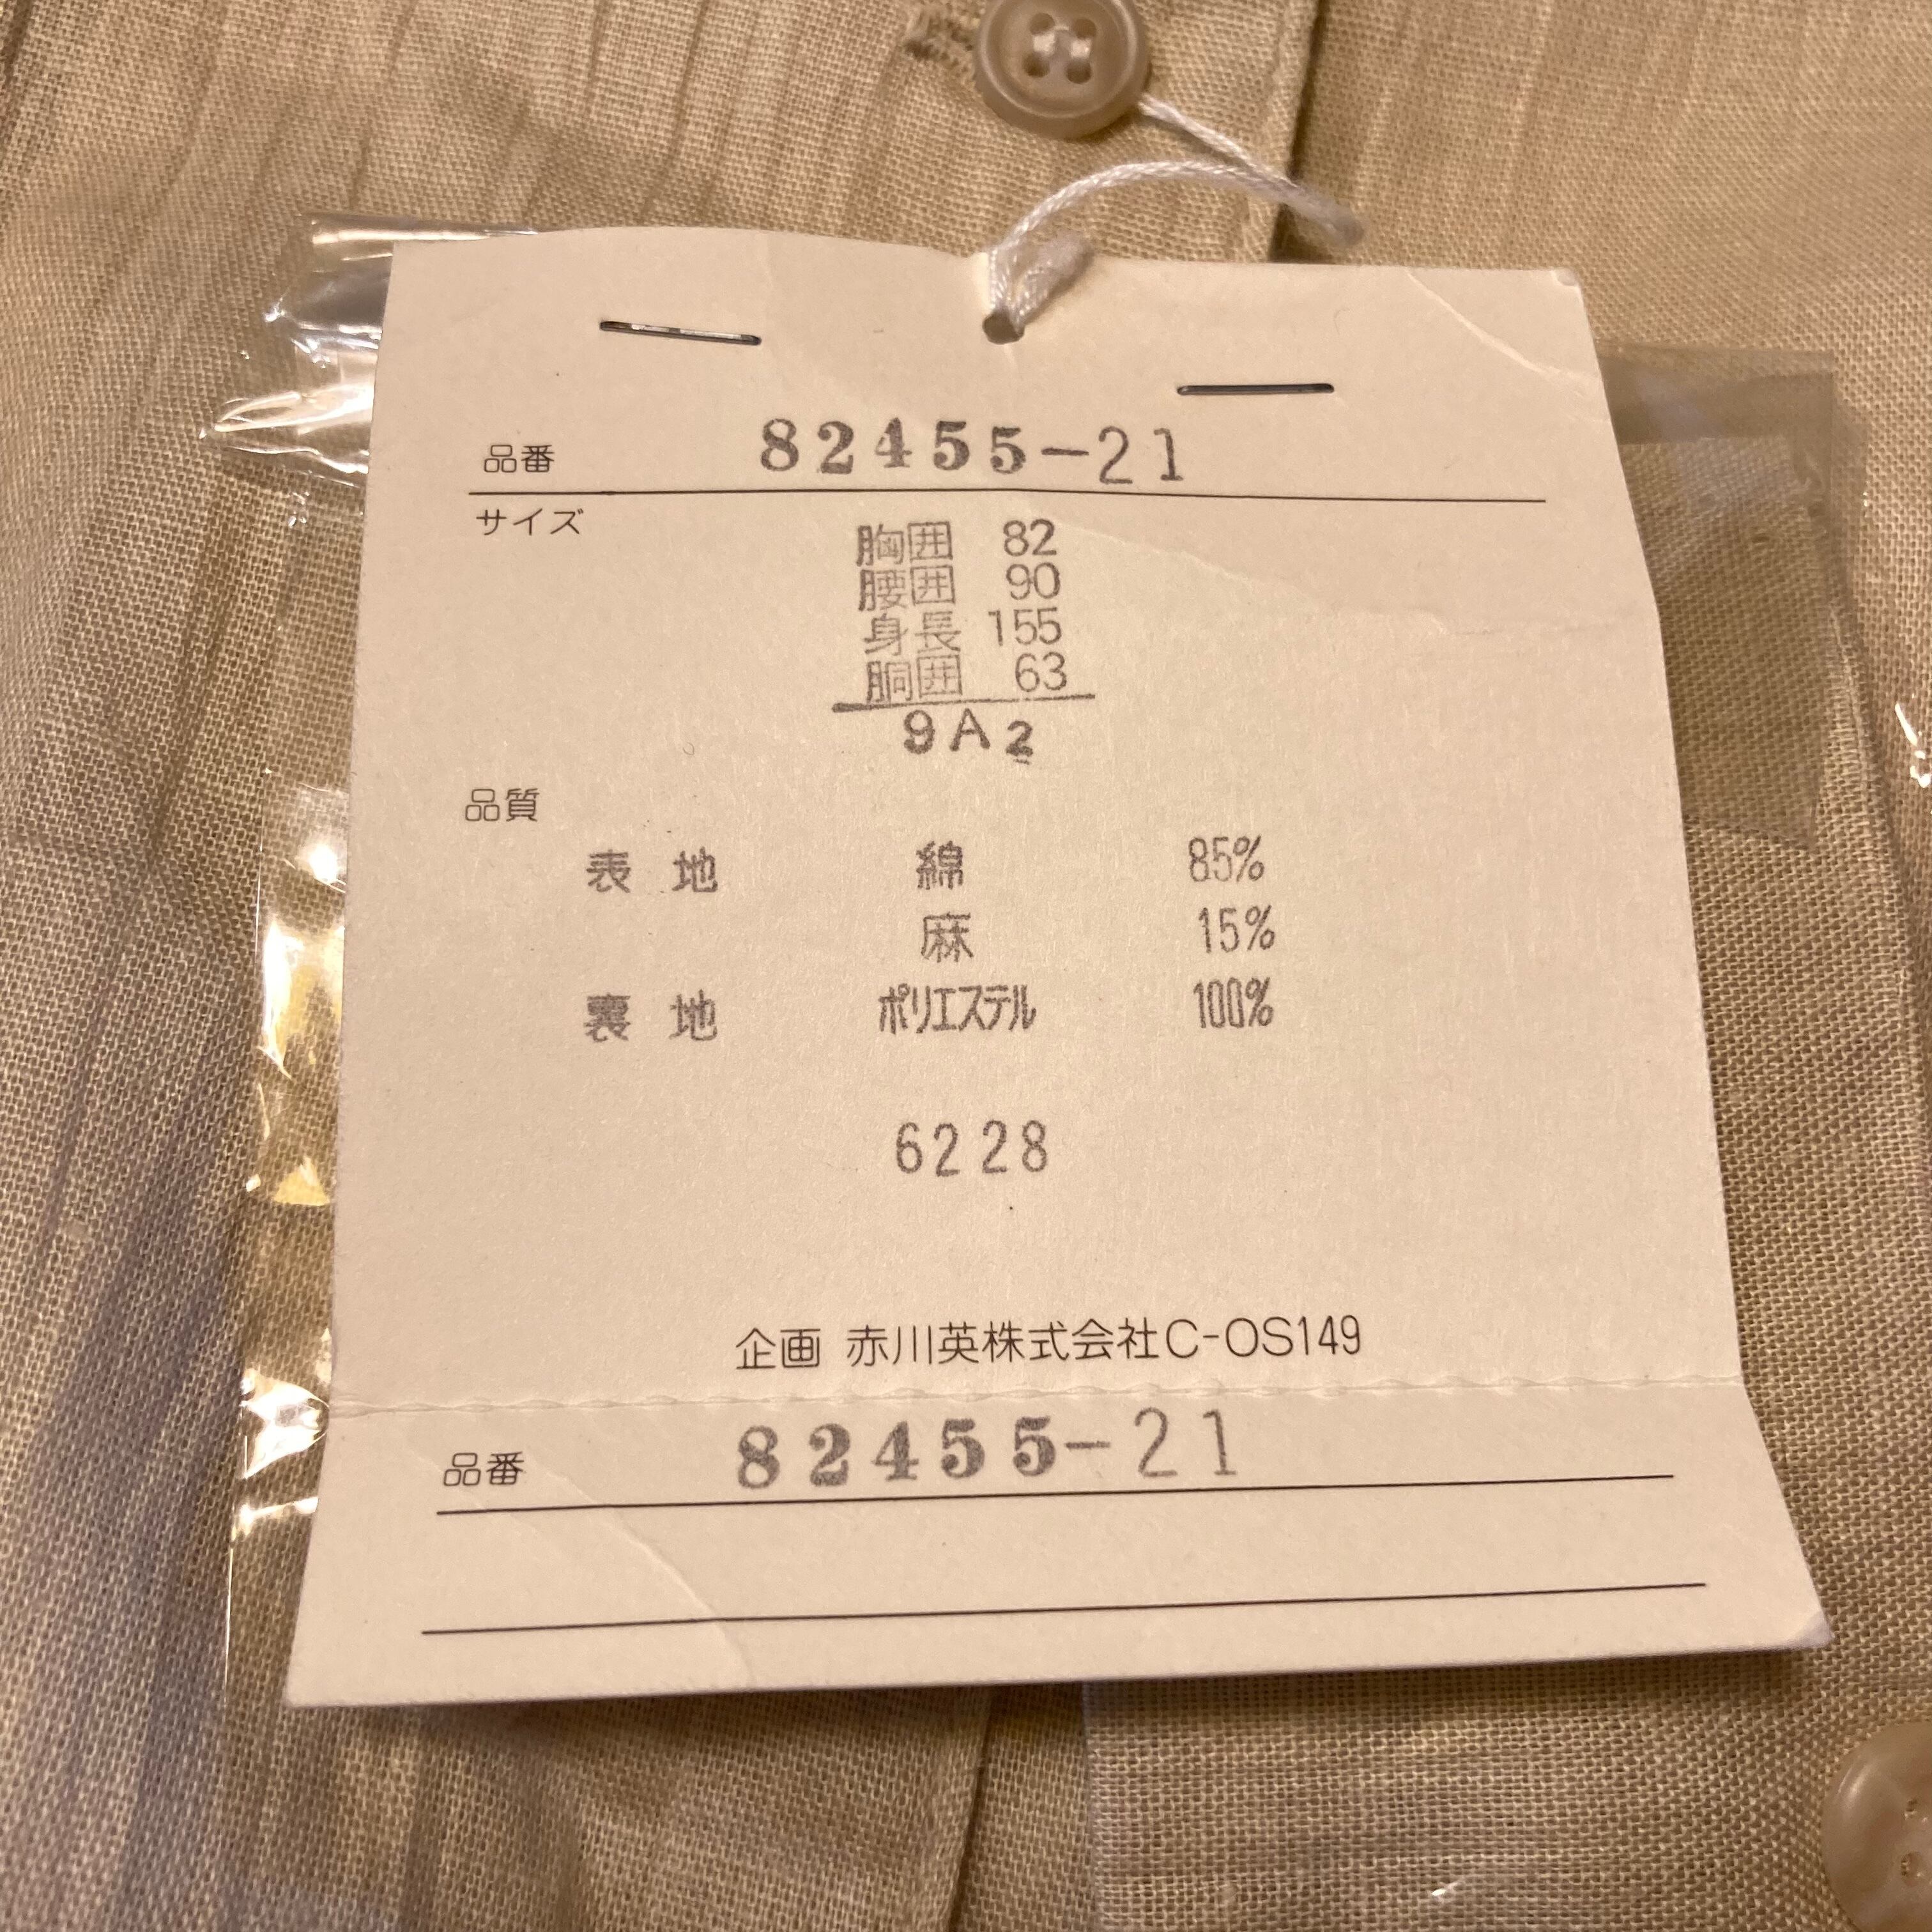 品番 82455-21
サイズ
胸囲 82
腰囲 90
身長 155
胴囲 63
9A2
品質
表地 綿 85%
麻 15%
裏地 ポリエステル 100%
6228
企画 赤川英株式会社C-OS149
品番 82455-21